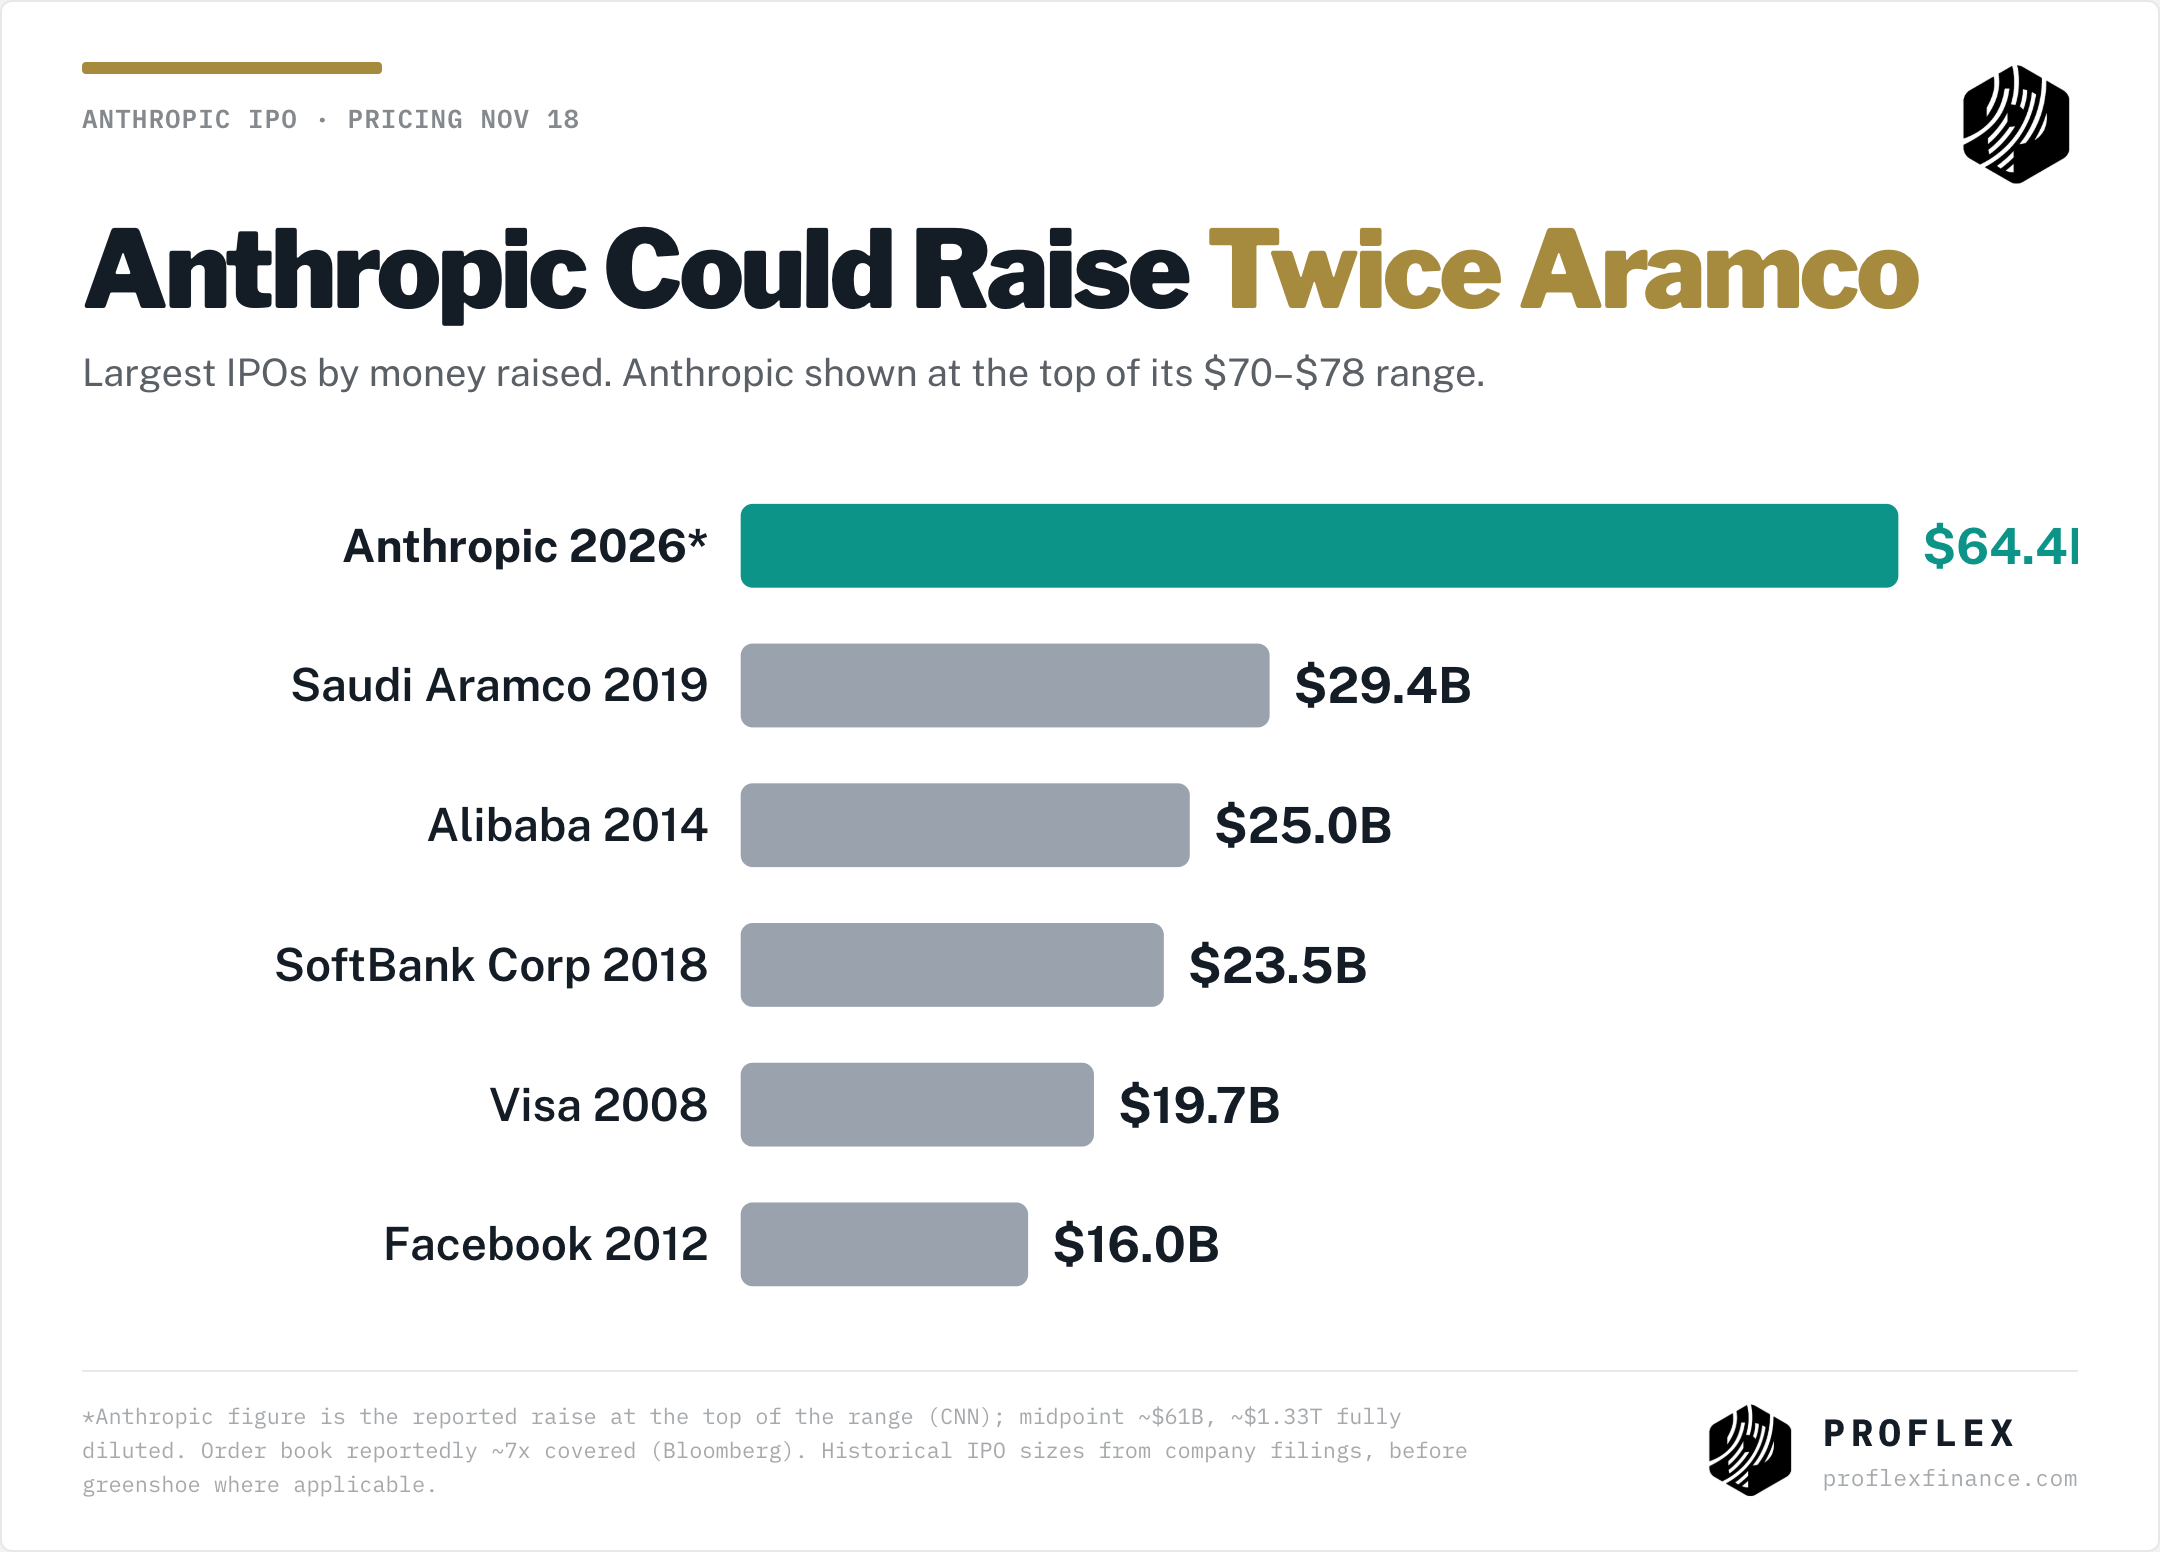 ANTHROPIC IPO · PRICING NOV 18
Anthropic Could Raise Twice Aramco
Largest IPOs by money raised. Anthropic shown at the top of its $70–$78 range.
Anthropic 2026* $64.4
Saudi Aramco 2019 $29.4B
Alibaba 2014 $25.0B
SoftBank Corp 2018 $23.5B
Visa 2008 $19.7B
Facebook 2012 $16.0B
*Anthropic figure is the reported raise at the top of the range (CNN); midpoint ~$61B, ~$1.33T fully
diluted. Order book reportedly ~7x covered (Bloomberg). Historical IPO sizes from company filings, before
greenshoe where applicable.
PROFLEX
proflexfinance.com